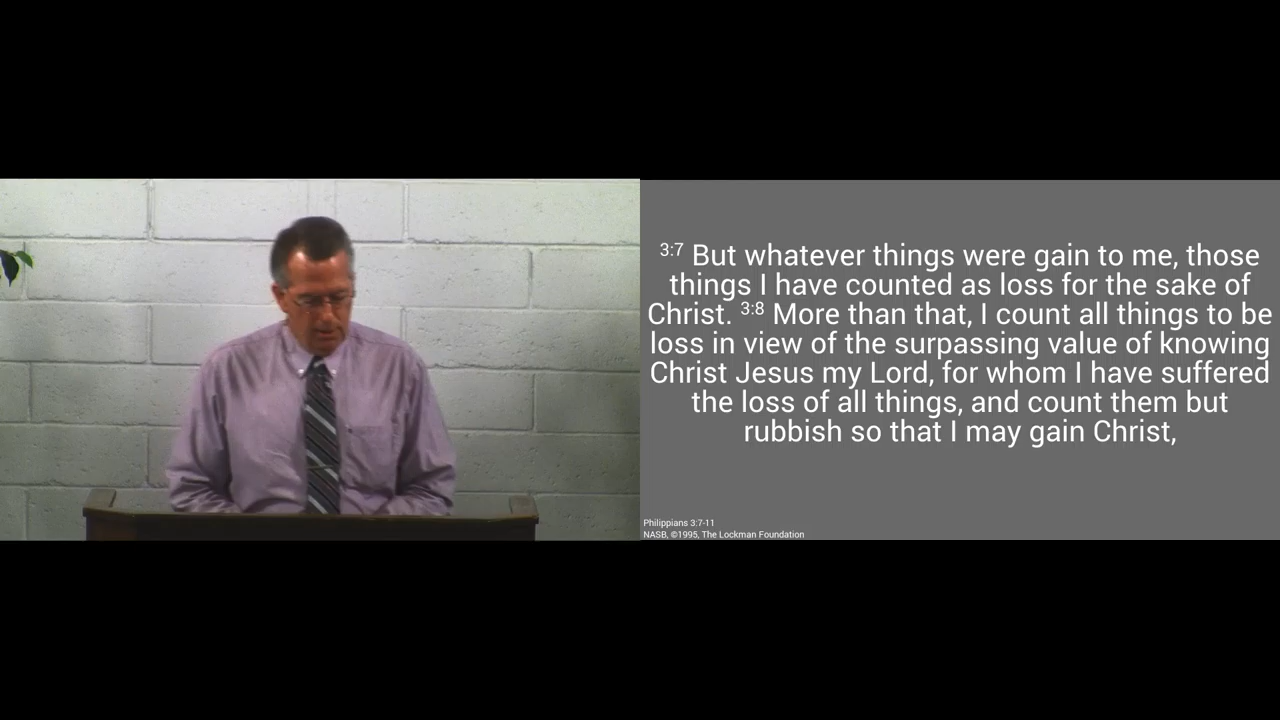 3:7 But whatever things were gain to me, those
things I have counted as loss for the sake of
Christ. 3:8 More than that, I count all things to be
loss in view of the surpassing value of knowing
Christ Jesus my Lord, for whom I have suffered
the loss of all things, and count them but
rubbish so that I may gain Christ,
Philippians 3:7-11
NASB, ©1995, The Lockman Foundation